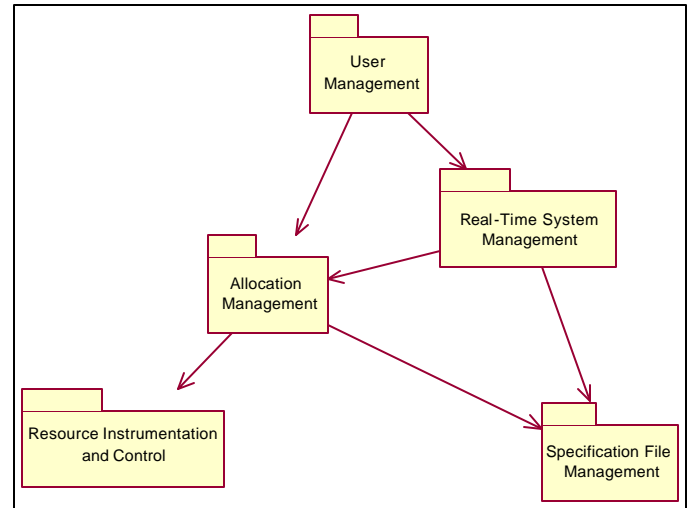 User
Management
Real-Time System
Management
Allocation
Management
Resource Instrumentation
and Control
Specification File
Management